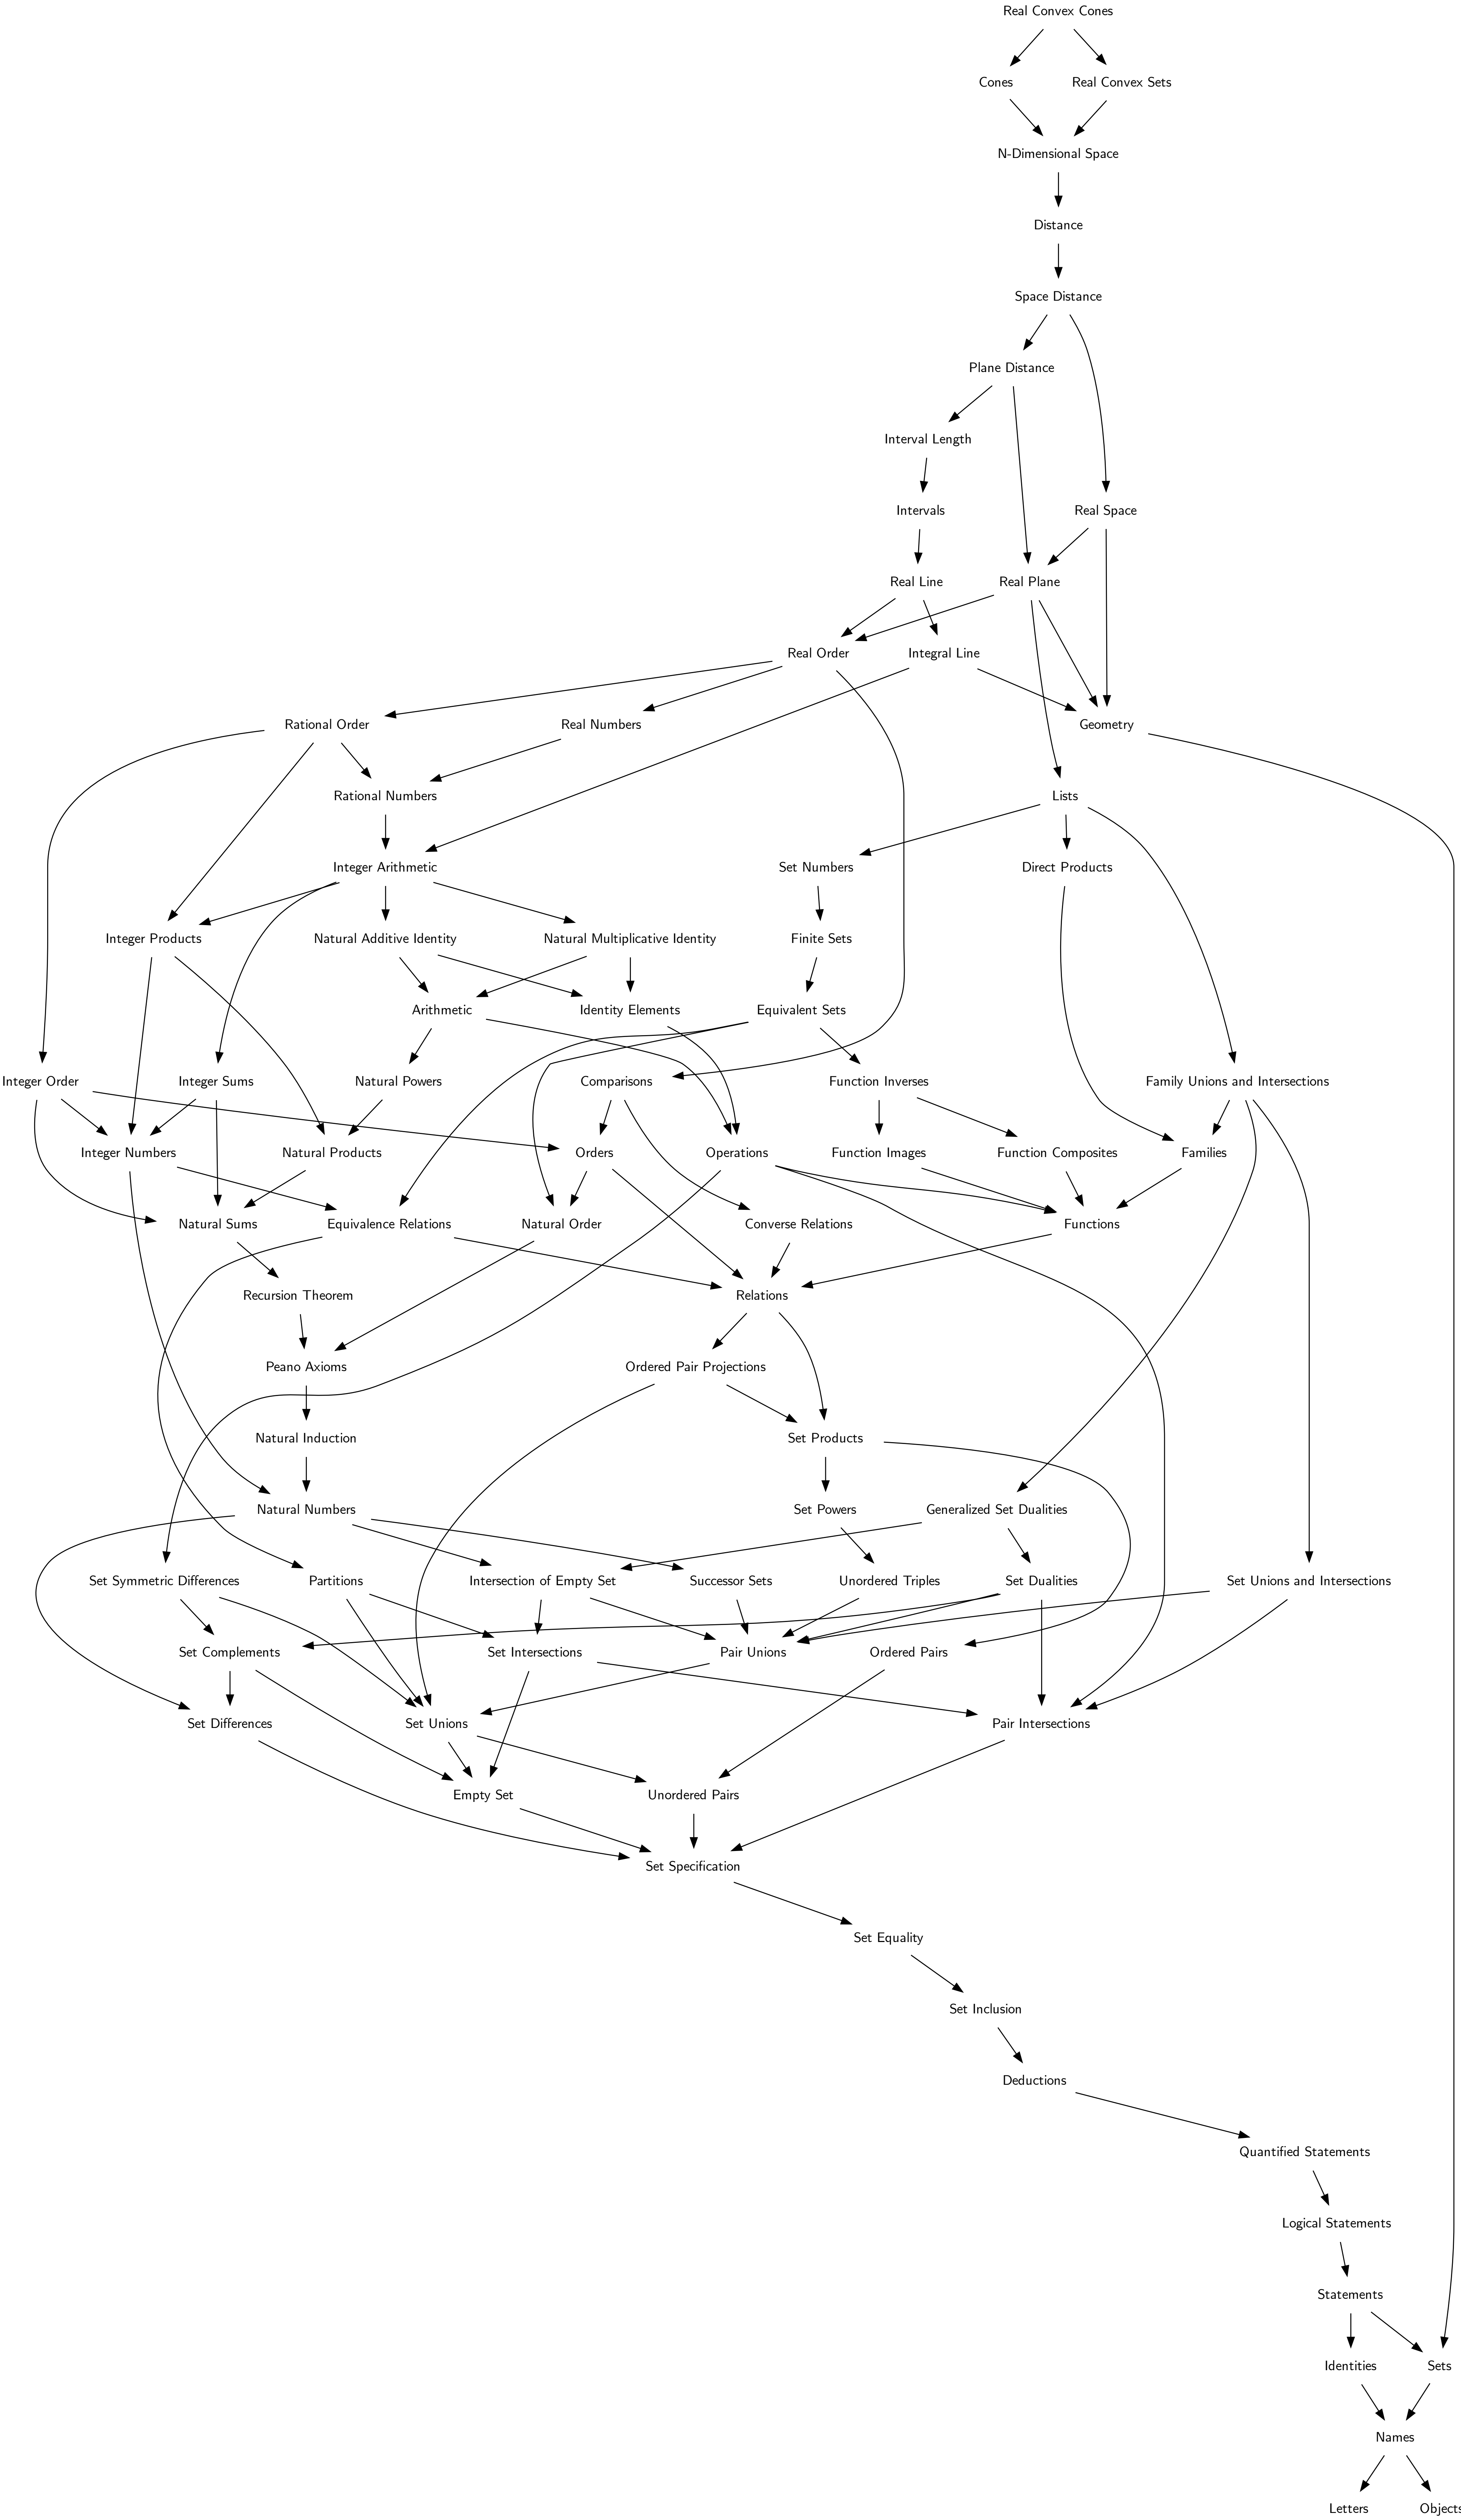 Real Convex Cones
Cones
Real Convex Sets
N-Dimensional Space
Distance
Space Distance
Plane Distance
Interval Length
Intervals
Real Space
Real Line
Real Plane
Real Order
Integral Line
Rational Order
Real Numbers
Geometry
Rational Numbers
Lists
Integer Arithmetic
Set Numbers
Direct Products
Integer Products
Natural Additive Identity
Natural Multiplicative Identity
Finite Sets
Arithmetic
Identity Elements
Equivalent Sets
Integer Order
Integer Sums
Natural Powers
Comparisons
Function Inverses
Family Unions and Intersections
Integer Numbers
Natural Products
Orders
Operations
Function Images
Function Composites
Families
Natural Sums
Equivalence Relations
Natural Order
Converse Relations
Functions
Recursion Theorem
Relations
Peano Axioms
Ordered Pair Projections
Natural Induction
Set Products
Natural Numbers
Set Powers
Generalized Set Dualities
Set Symmetric Differences
Partitions
Intersection of Empty Set
Successor Sets
Unordered Triples
Set Dualities
Set Unions and Intersections
Set Complements
Set Intersections
Pair Unions
Ordered Pairs
Set Differences
Set Unions
Pair Intersections
Empty Set
Unordered Pairs
Set Specification
Set Equality
Set Inclusion
Deductions
Quantified Statements
Logical Statements
Statements
Identities
Sets
Names
Letters
Objects